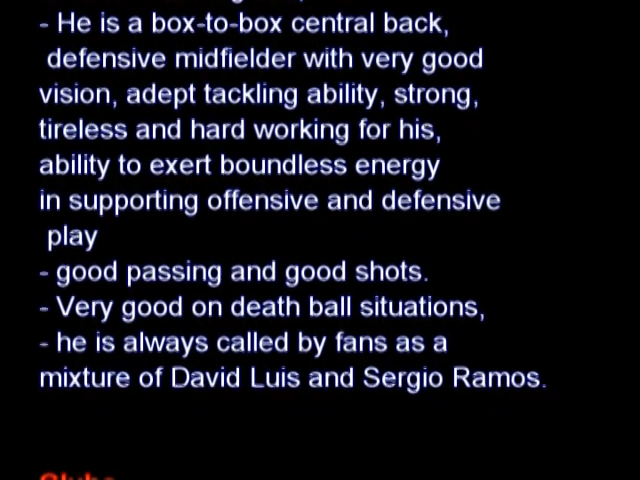 - He is a box-to-box central back,
defensive midfielder with very good
vision, adept tackling ability, strong,
tireless and hard working for his,
ability to exert boundless energy
in supporting offensive and defensive
play
- good passing and good shots.
- Very good on death ball situations,
- he is always called by fans as a
mixture of David Luis and Sergio Ramos.